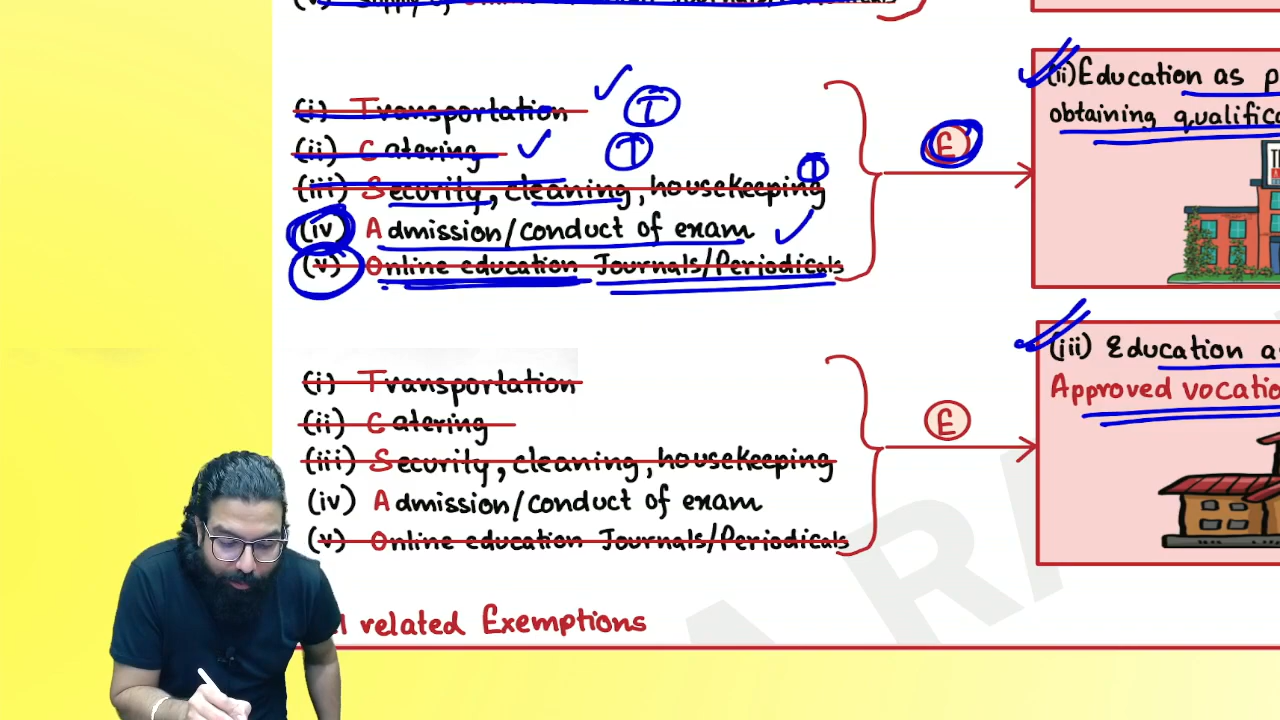 (i) Transportation T
(ii) Catering T
(iii) Security, cleaning, housekeeping T
(iv) Admission/conduct of exam
(v) Online education Journals/Periodicals
E
(ii) Education as
obtaining
(i) Transportation
(ii) Catering
(iii) Security, cleaning, housekeeping
(iv) Admission/conduct of exam
(v) Online education Journals/Periodicals
E
(iii) Education
Approved
related Exemptions